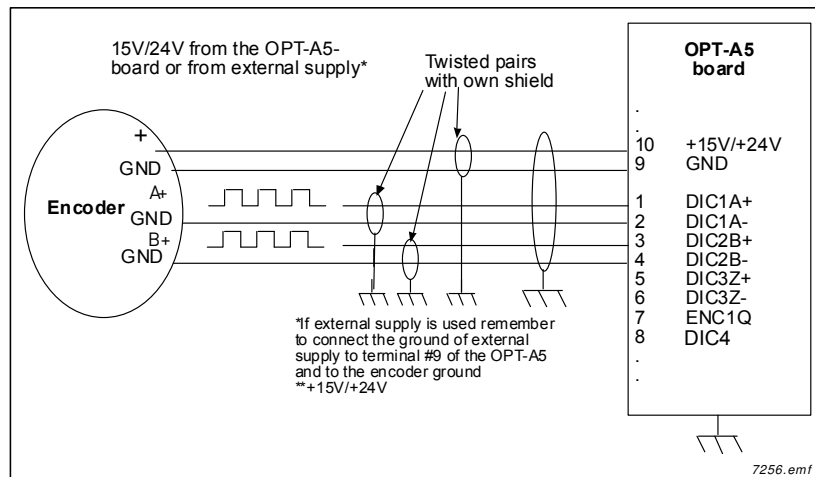 15V/24V from the OPT-A5-
board or from external supply*
Twisted pairs
with own shield
OPT-A5
board
.
.
+
10 +15V/+24V
GND
9 GND
A+
1 DIC1A+
Encoder
GND
2 DIC1A-
B+
3 DIC2B+
GND
4 DIC2B-
5 DIC3Z+
6 DIC3Z-
7 ENC1Q
8 DIC4
.
.
*If external supply is used remember
to connect the ground of external
supply to terminal #9 of the OPT-A5
and to the encoder ground
**+15V/+24V
7256.emf